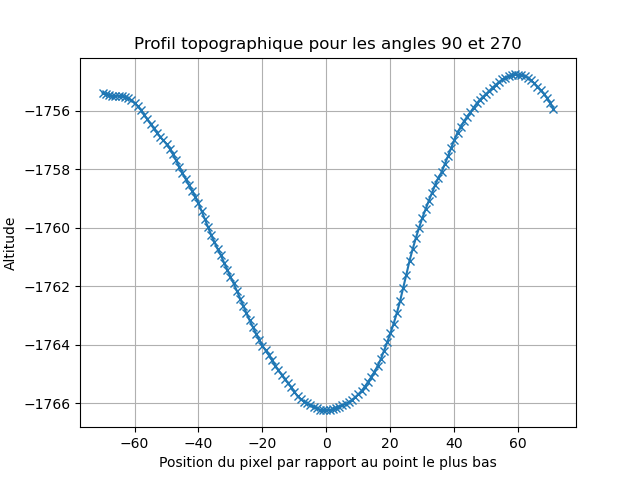 Profil topographique pour les angles 90 et 270
Altitude
−1756
−1758
−1760
−1762
−1764
−1766
−60 −40 −20 0 20 40 60
Position du pixel par rapport au point le plus bas